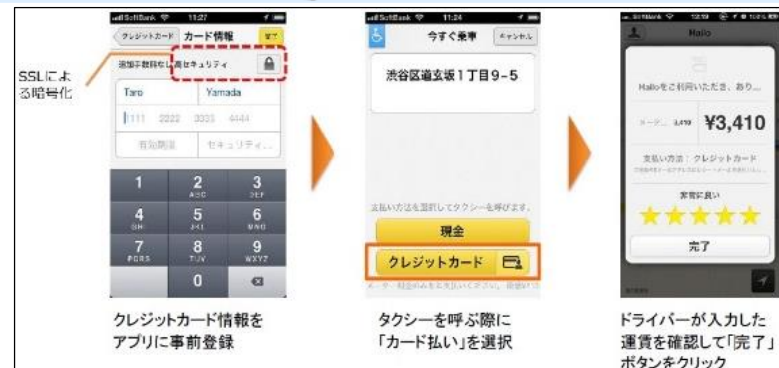 SSLによ
る暗号化
SoftBank 11:27
クレジットカード カード情報 完了
追加手数料なし 高セキュリティ
Taro Yamada
1111 2222 3333 4444
有効期限 セキュリティ...
1 2 3
ABC DEF
4 5 6
GHI JKL MNO
7 8 9
PQRS TUV WXYZ
0
クレジットカード情報を
アプリに事前登録
SoftBank 11:24
今すぐ乗車 キャンセル
渋谷区道玄坂1丁目9-5
支払い方法を選択してタクシーを呼びます。
現金
クレジットカード
タクシーを呼ぶ際に
「カード払い」を選択
SoftBank 12:19
Hailo
Hailoをご利用いただき、あり...
3,410 ¥3,410
支払い方法: クレジットカード
非常に良い
完了
ドライバーが入力した
運賃を確認して「完了」
ボタンをクリック